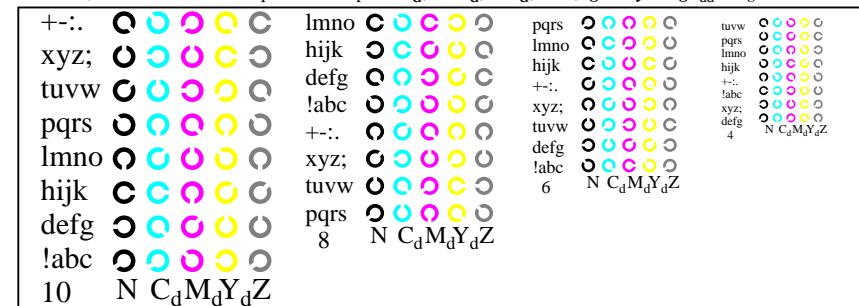 +-:.
xyz;
tuvw
pqrs
lmno
hijk
defg
!abc
10 N CdMdYdZ
lmno
hijk
defg
!abc
+-:.
xyz;
tuvw
pqrs
8 N CdMdYdZ
pqrs
lmno
hijk
+-:.
xyz;
tuvw
defg
!abc
6 N CdMdYdZ
tuvw
pqrs
lmno
hijk
+-:.
!abc
xyz;
defg
4 N CdMdYdZ